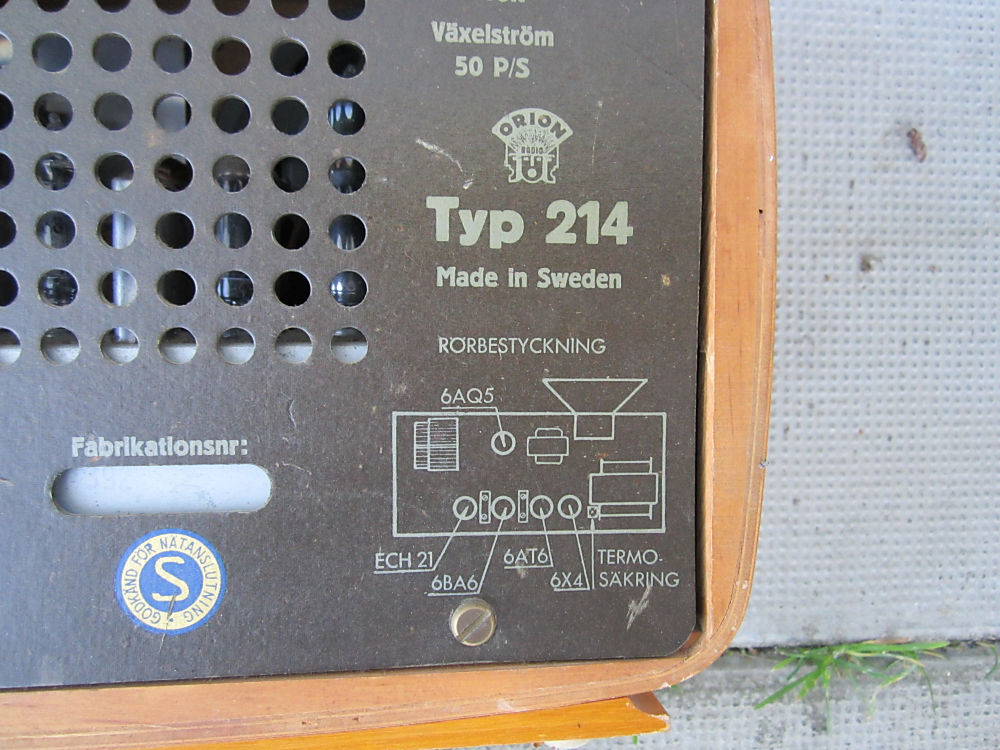 Växelström
50 P/S
ORION
RADIO
Typ 214
Made in Sweden
RÖRBESTYCKNING
6AQ5
Fabrikationsnr:
ECH 21
6BA6
6AT6
6X4
TERMO-
SÄKRING
GODKÄND FÖR NÄTANSLUTNING
S